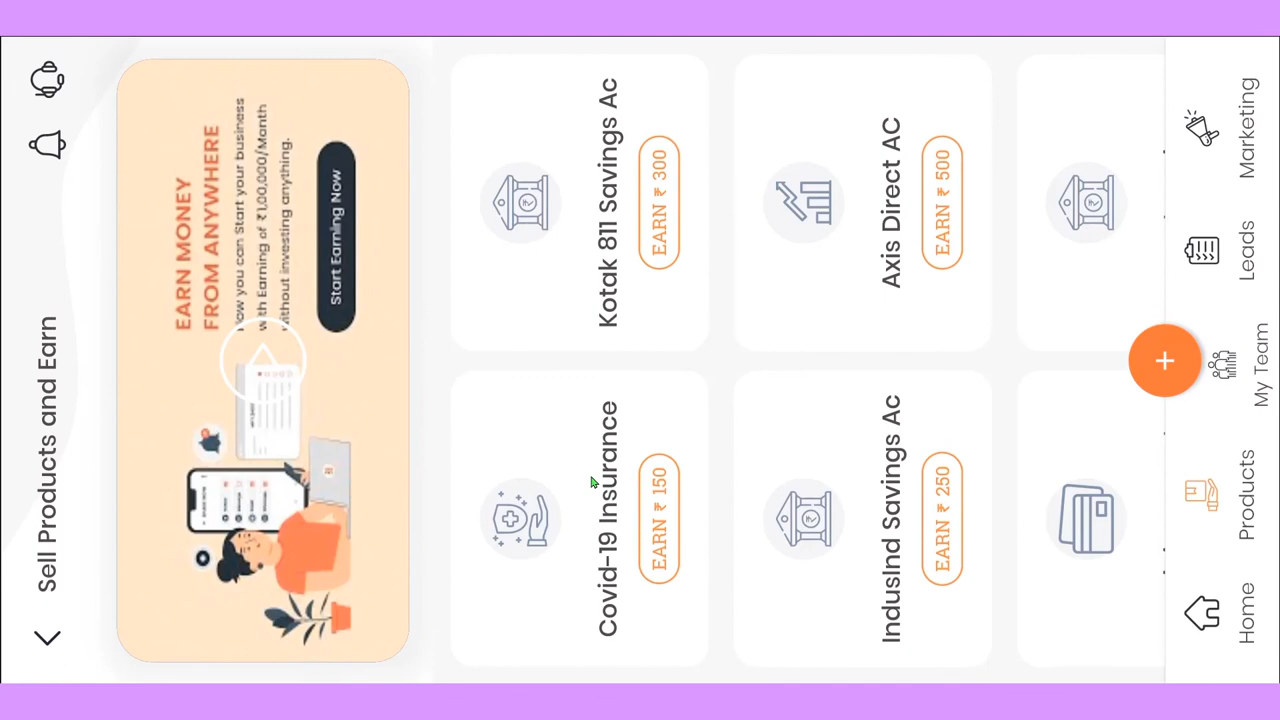 Sell Products and Earn
EARN MONEY
FROM ANYWHERE
Now you can Start your business
with Earning of ₹1,00,000/Month
without investing anything.
Start Earning Now
Covid-19 Insurance
EARN ₹ 150
Kotak 811 Savings Ac
EARN ₹ 300
IndusInd Savings Ac
EARN ₹ 250
Axis Direct AC
EARN ₹ 500
+
Home
Products
My Team
Leads
Marketing